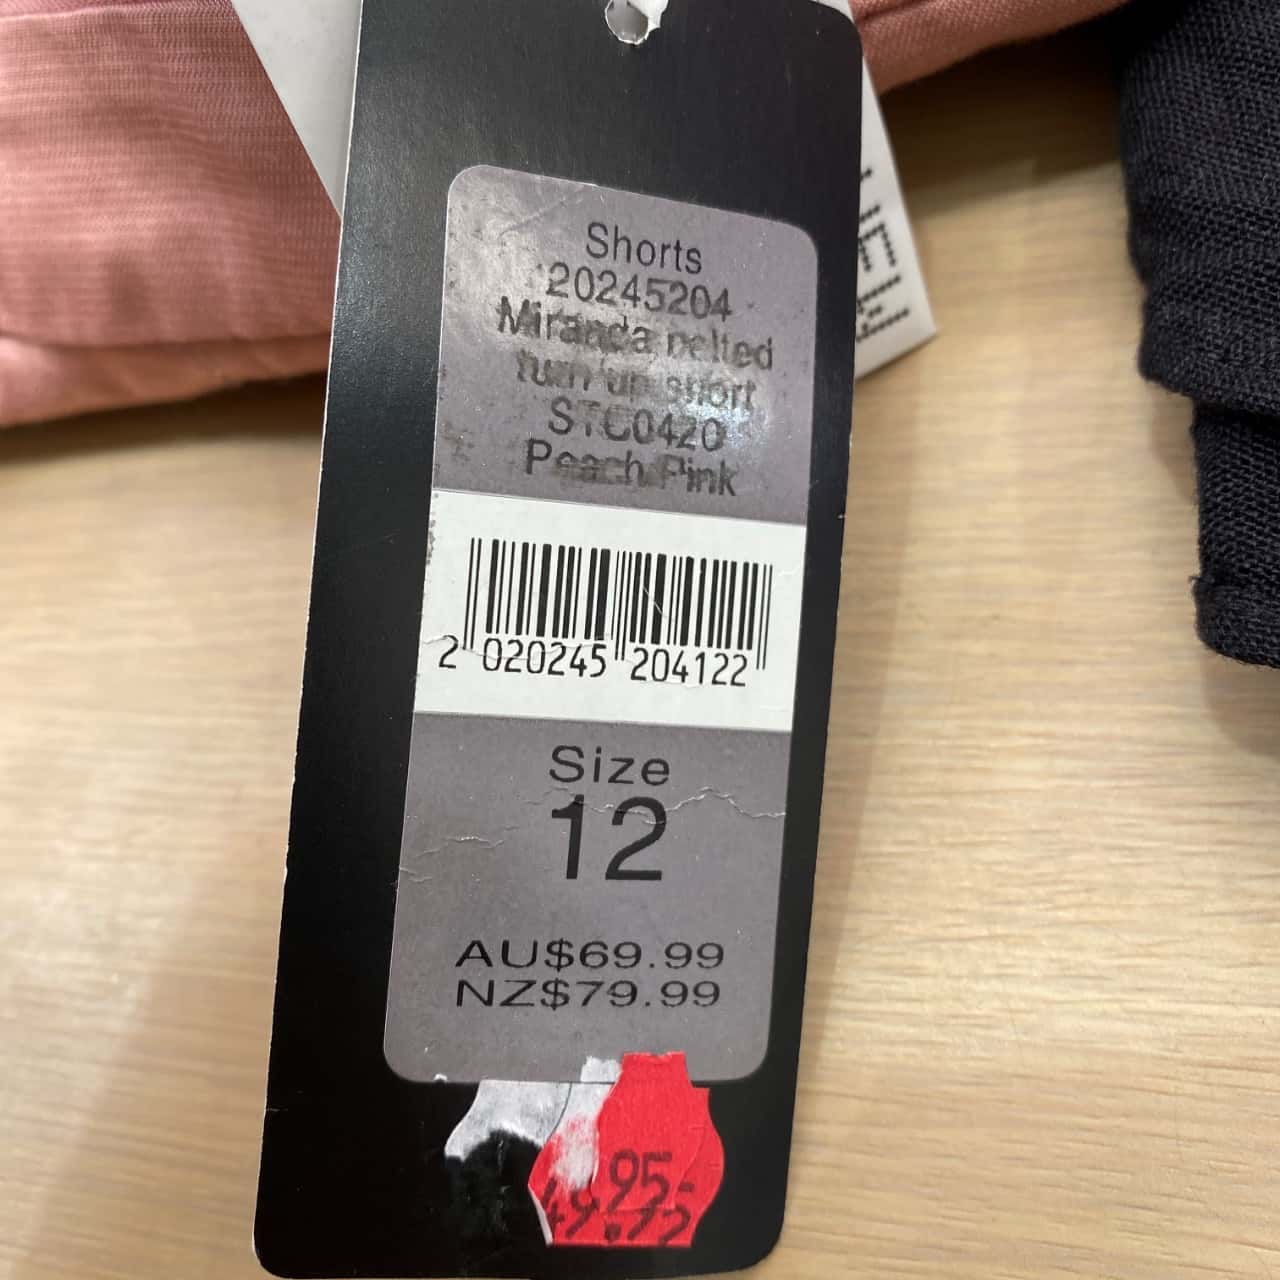 Shorts
20245204
Miranda belted
turn up short
STC0420
Peach Pink
2 020245 204122
Size
12
AU$69.99
NZ$79.99
95